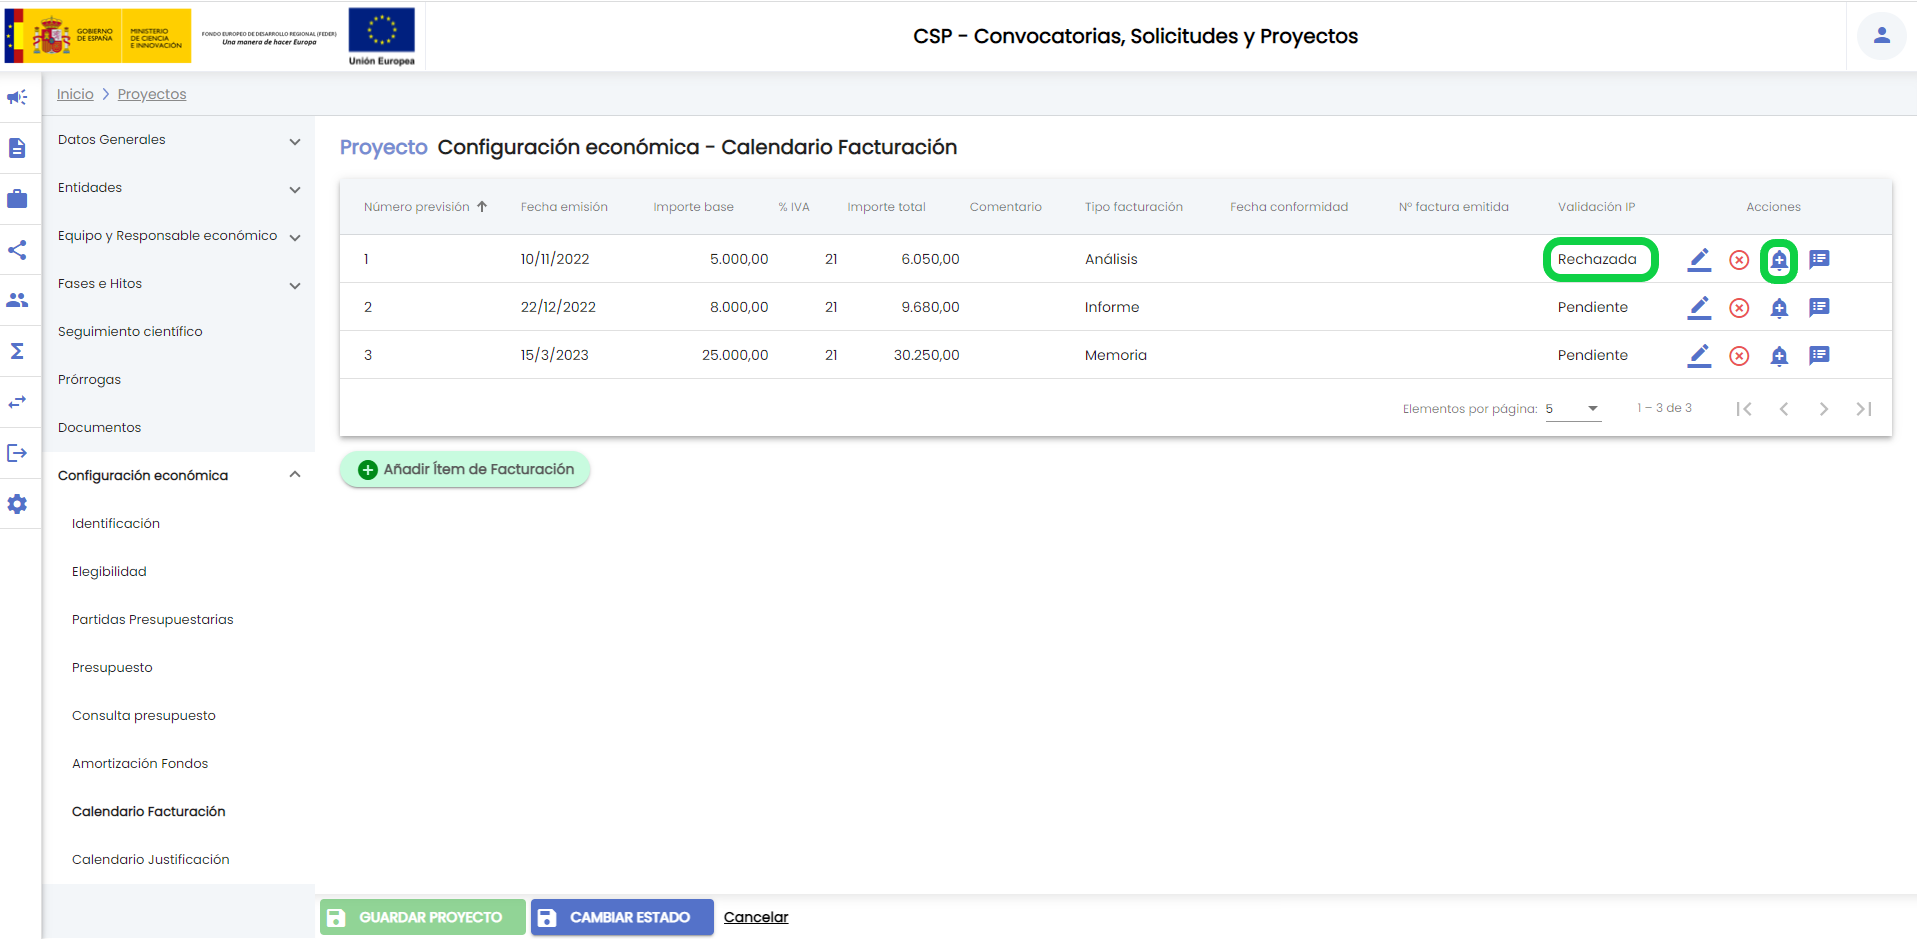 GOBIERNO
DE ESPAÑA
MINISTERIO
DE CIENCIA
E INNOVACIÓN
FONDO EUROPEO DE DESARROLLO REGIONAL (FEDER)
Una manera de hacer Europa
Unión Europea
CSP - Convocatorias, Solicitudes y Proyectos
Inicio Proyectos
Datos Generales
Entidades
Equipo y Responsable económico
Fases e Hitos
Seguimiento científico
Prórrogas
Documentos
Configuración económica
Identificación
Elegibilidad
Partidas Presupuestarias
Presupuesto
Consulta presupuesto
Amortización Fondos
Calendario Facturación
Calendario Justificación
Proyecto Configuración económica - Calendario Facturación
Número previsión Fecha emisión Importe base % IVA Importe total Comentario Tipo facturación Fecha conformidad Nº factura emitida Validación IP Acciones
1 10/11/2022 5.000,00 21 6.050,00 Análisis Rechazada
2 22/12/2022 8.000,00 21 9.680,00 Informe Pendiente
3 15/3/2023 25.000,00 21 30.250,00 Memoria Pendiente
Elementos por página: 5 1 – 3 de 3
Añadir Ítem de Facturación
GUARDAR PROYECTO CAMBIAR ESTADO Cancelar